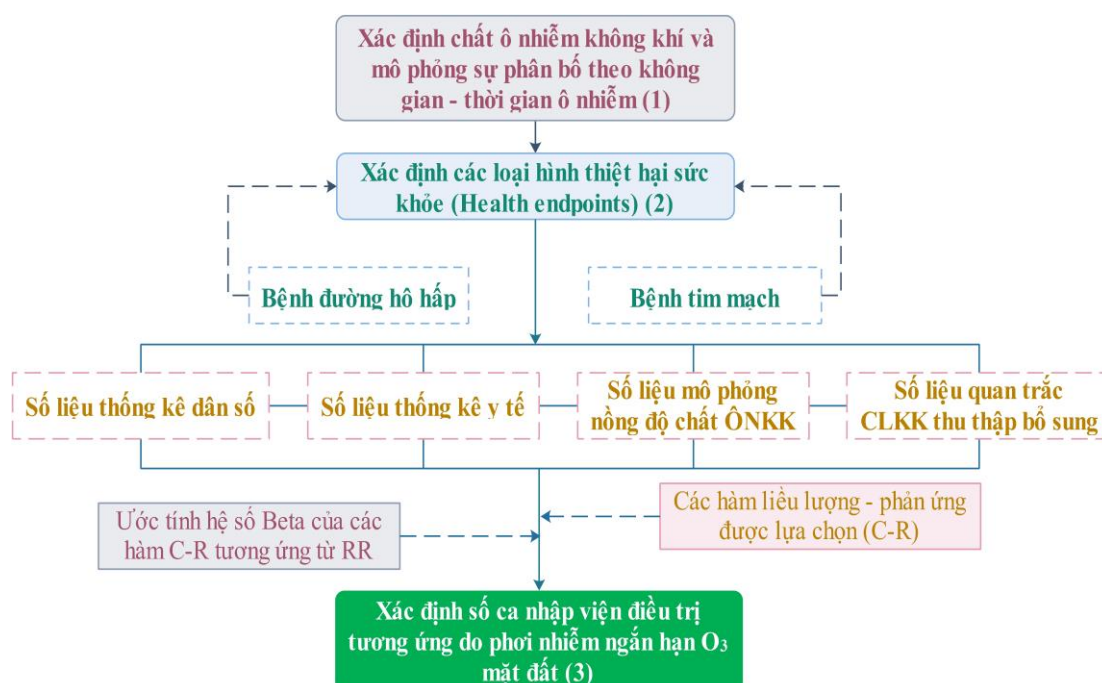 Xác định chất ô nhiễm không khí và
mô phỏng sự phân bố theo không
gian - thời gian ô nhiễm (1)
Xác định các loại hình thiệt hại sức
khỏe (Health endpoints) (2)
Bệnh đường hô hấp
Bệnh tim mạch
Số liệu thống kê dân số
Số liệu thống kê y tế
Số liệu mô phỏng
nồng độ chất ÔNKK
Số liệu quan trắc
CLKK thu thập bổ sung
Ước tính hệ số Beta của các
hàm C-R tương ứng từ RR
Các hàm liều lượng - phản ứng
được lựa chọn (C-R)
Xác định số ca nhập viện điều trị
tương ứng do phơi nhiễm ngắn hạn O₃
mặt đất (3)